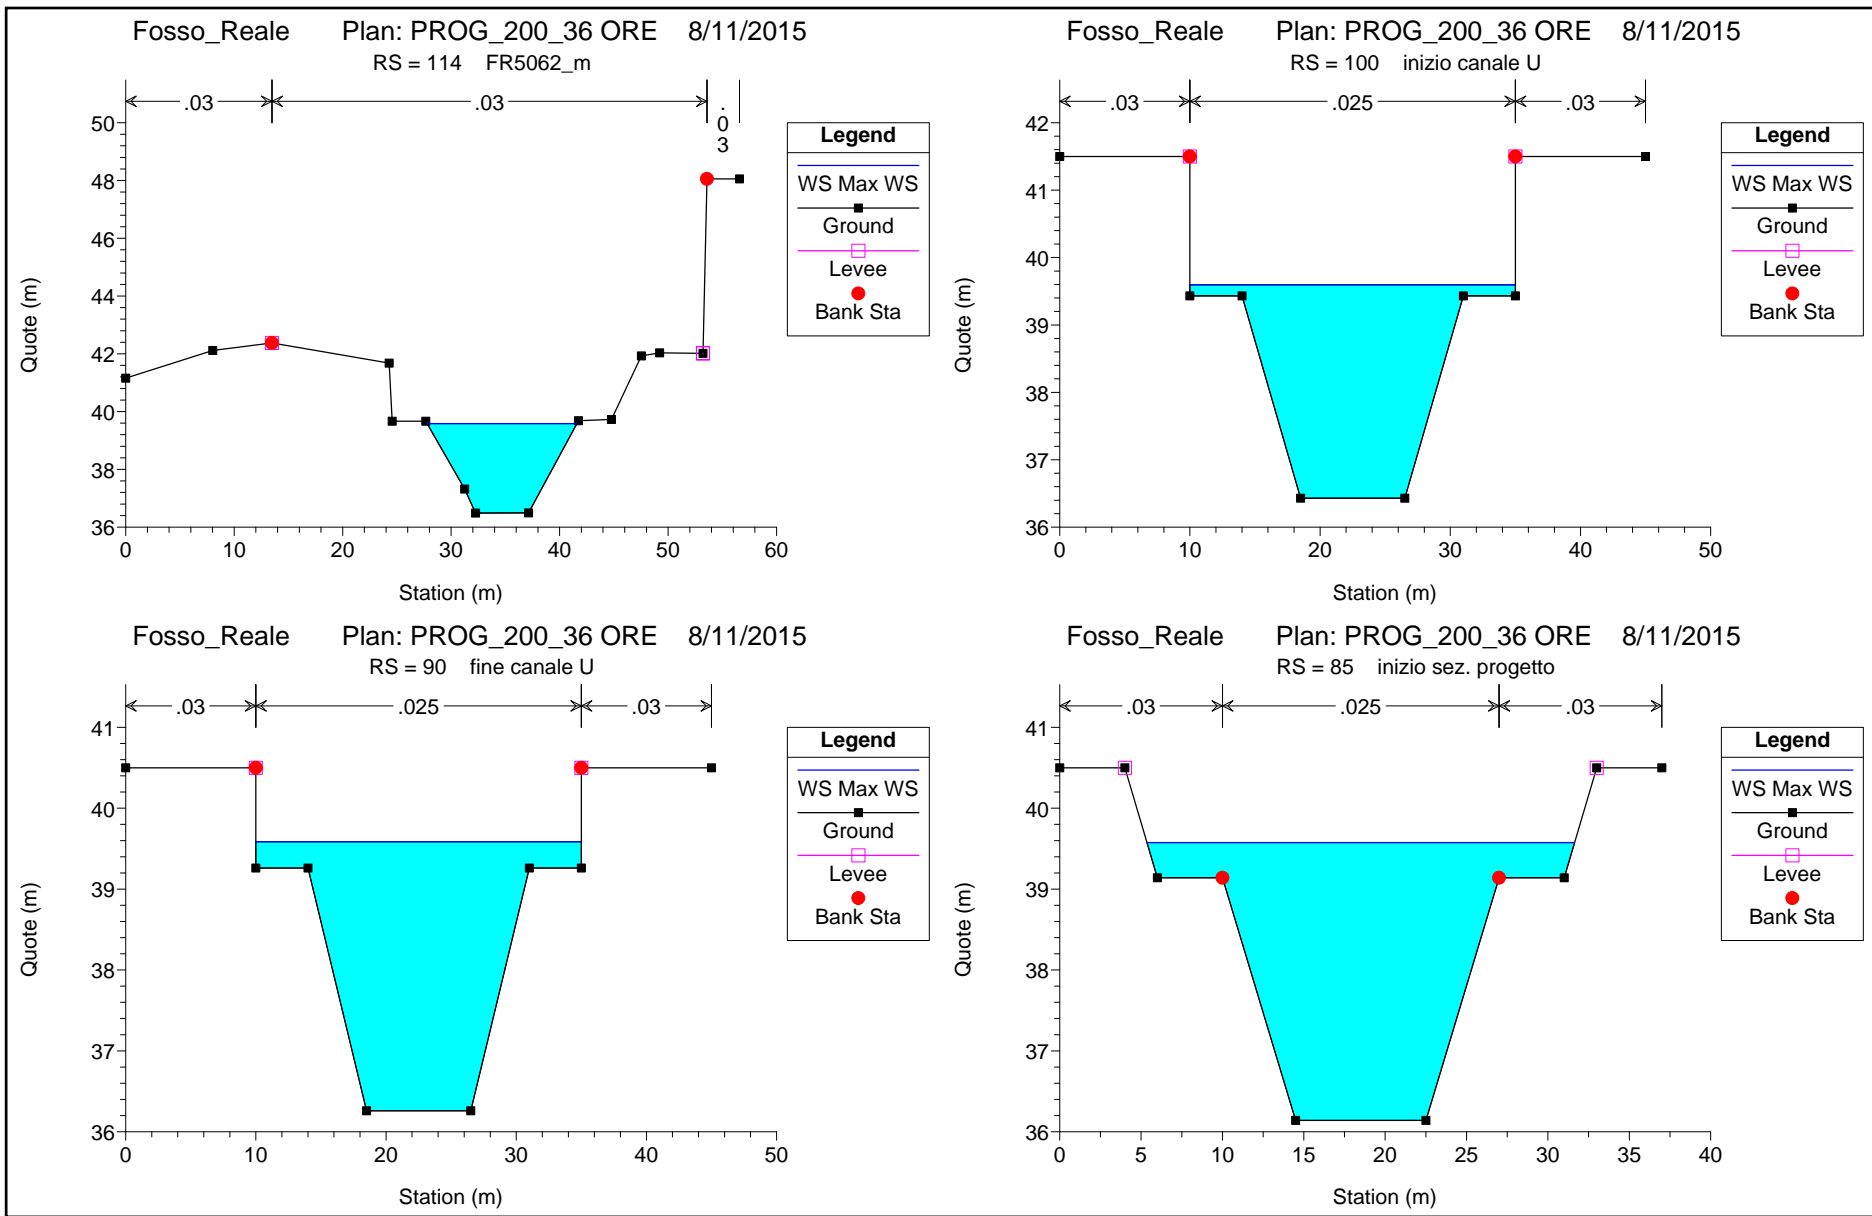 Fosso_Reale Plan: PROG_200_36 ORE 8/11/2015
RS = 114 FR5062_m
.03 .03 .03
50
48
46
44
42
40
38
36
Quote (m)
0 10 20 30 40 50 60
Station (m)
Legend
WS Max WS
Ground
Levee
Bank Sta
Fosso_Reale Plan: PROG_200_36 ORE 8/11/2015
RS = 100 inizio canale U
.03 .025 .03
42
41
40
39
38
37
36
Quote (m)
0 10 20 30 40 50
Station (m)
Legend
WS Max WS
Ground
Levee
Bank Sta
Fosso_Reale Plan: PROG_200_36 ORE 8/11/2015
RS = 90 fine canale U
.03 .025 .03
41
40
39
38
37
36
Quote (m)
0 10 20 30 40 50
Station (m)
Legend
WS Max WS
Ground
Levee
Bank Sta
Fosso_Reale Plan: PROG_200_36 ORE 8/11/2015
RS = 85 inizio sez. progetto
.03 .025 .03
41
40
39
38
37
36
Quote (m)
0 5 10 15 20 25 30 35 40
Station (m)
Legend
WS Max WS
Ground
Levee
Bank Sta